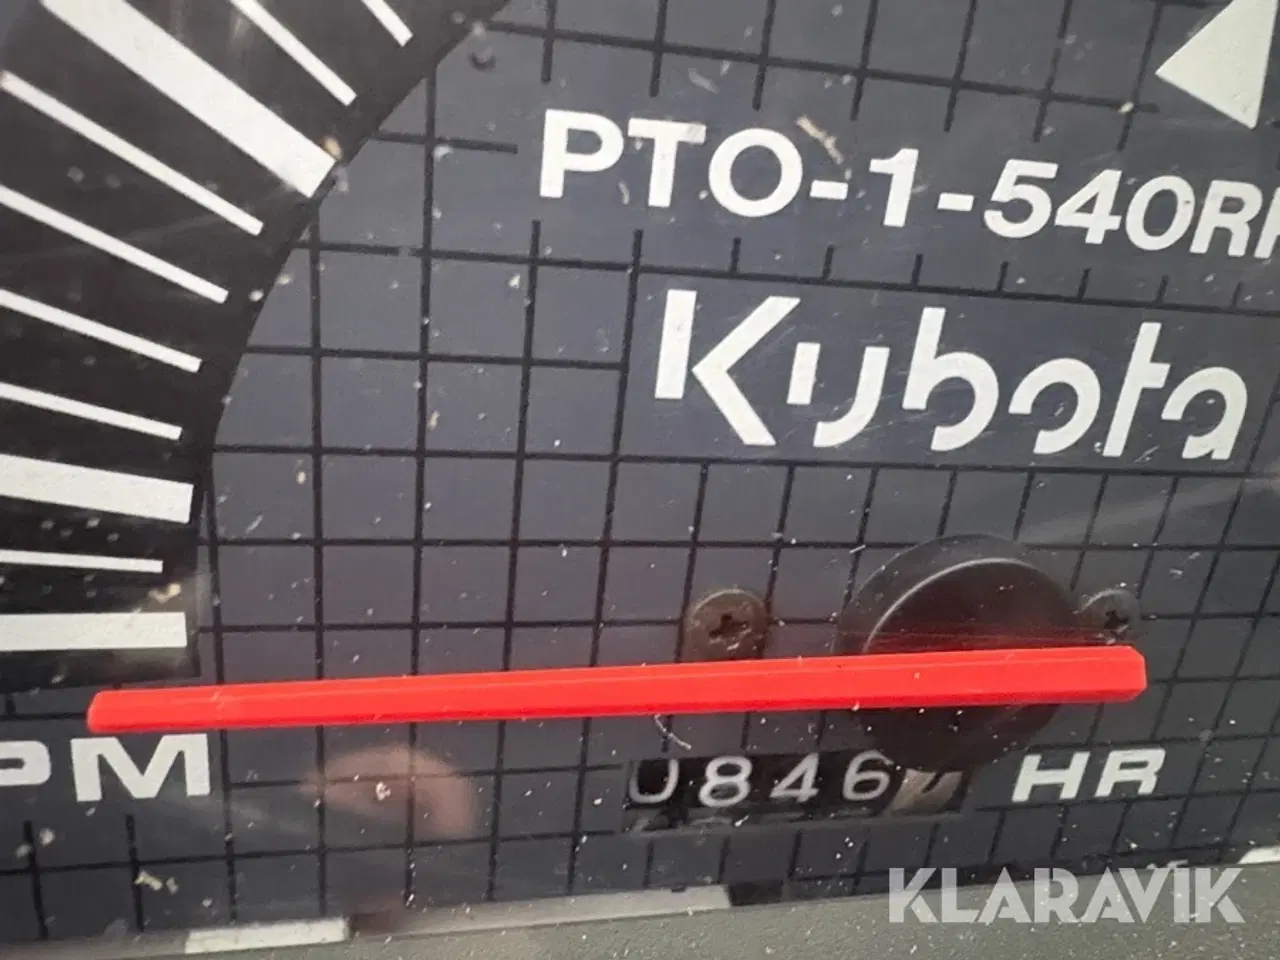 PTO-1-540R
Kubota
PM
0846 HR
KLARAVIK